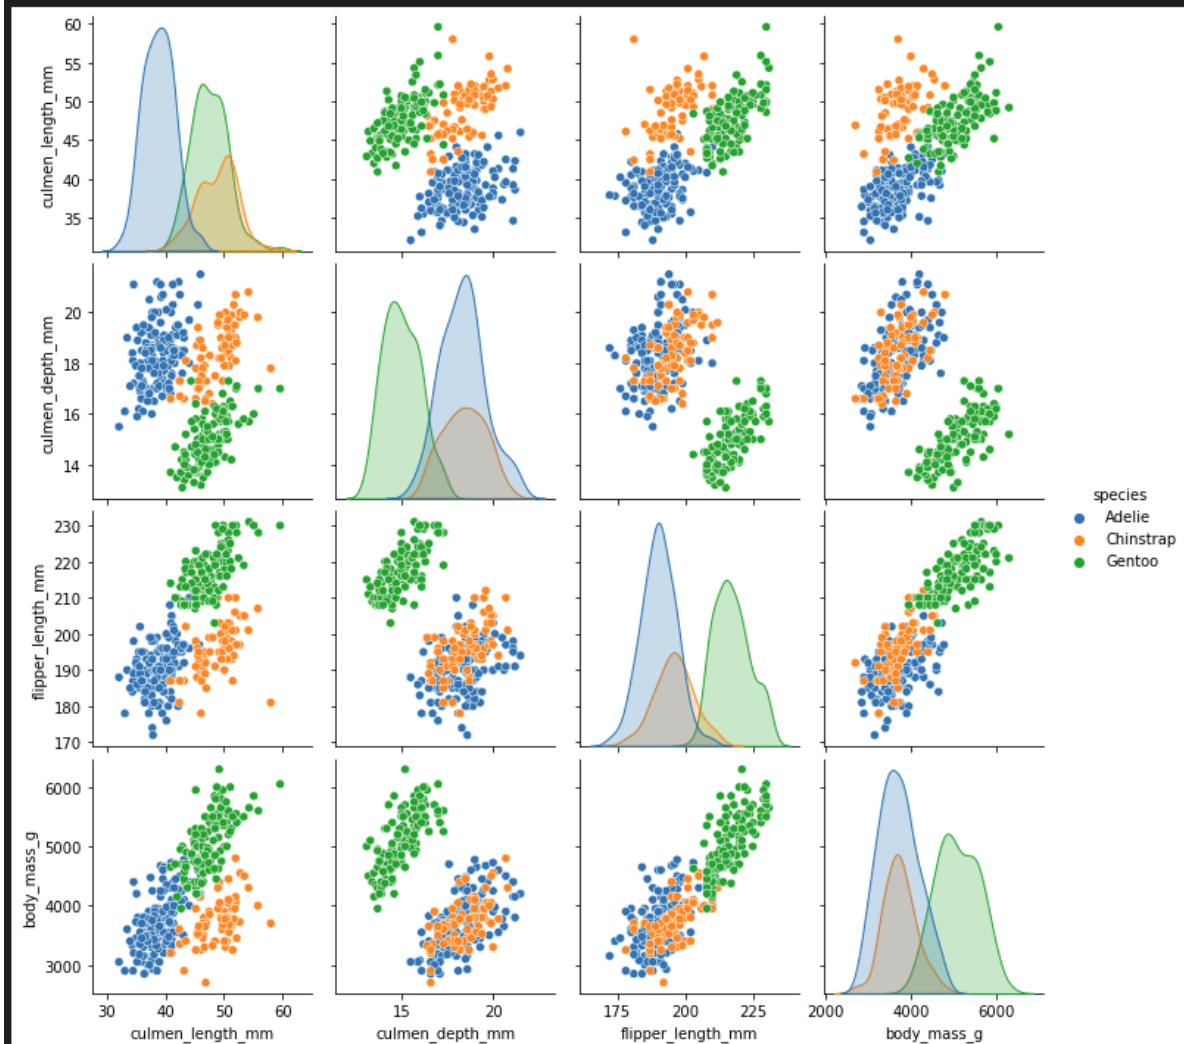 60
55
50
45
40
35
culmen_length_mm
20
18
16
14
culmen_depth_mm
species
Adelie
Chinstrap
Gentoo
230
220
210
200
190
180
170
flipper_length_mm
6000
5000
4000
3000
body_mass_g
30 40 50 60
15 20
175 200 225
2000 4000 6000
culmen_length_mm
culmen_depth_mm
flipper_length_mm
body_mass_g